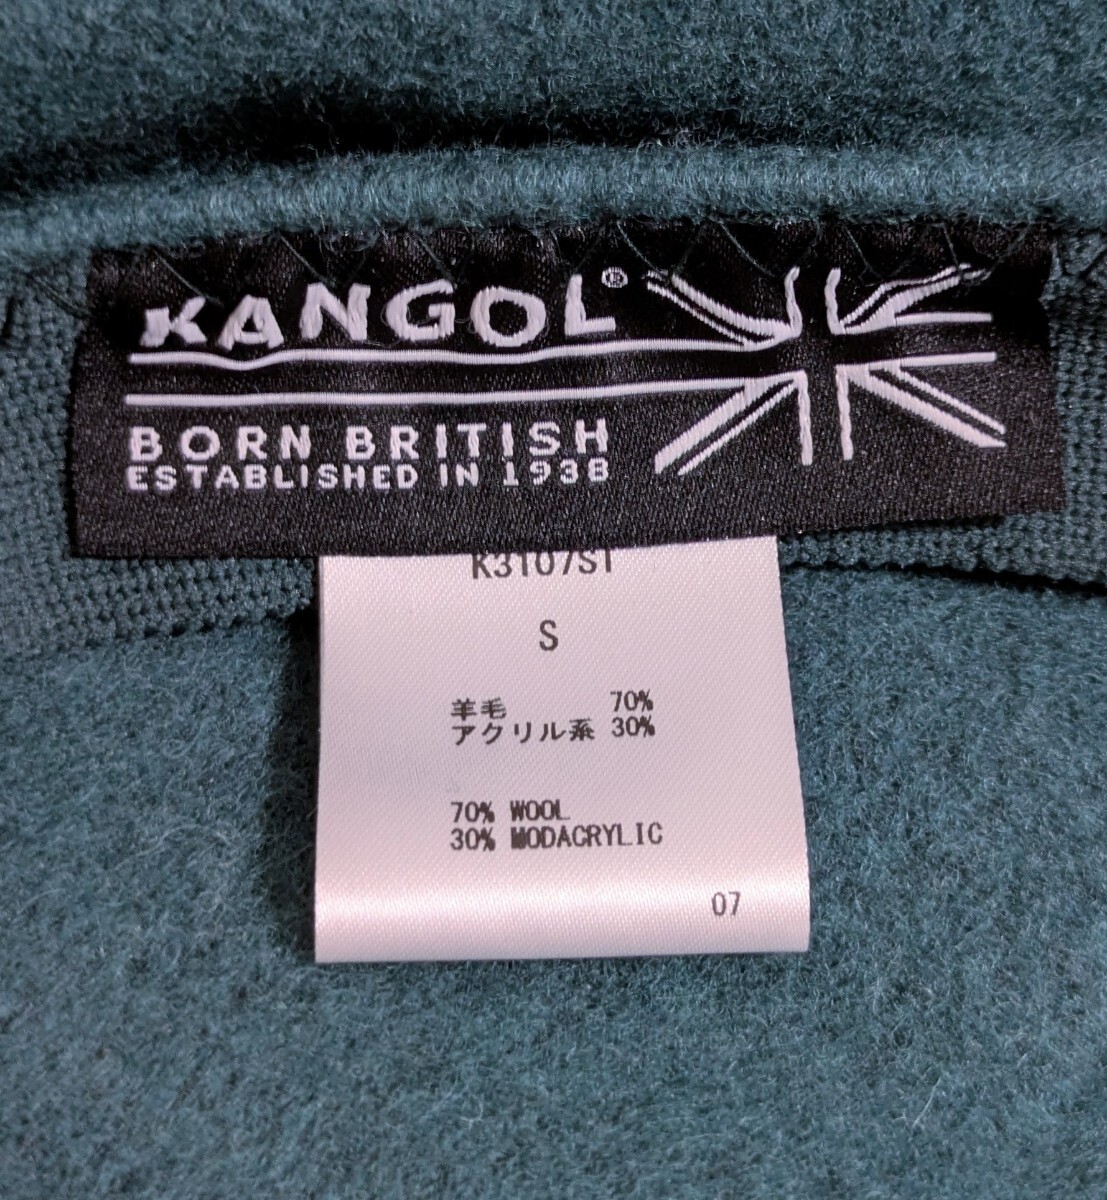 KANGOL®
BORN BRITISH
ESTABLISHED IN 1938
K3107ST
S
羊毛 70%
アクリル系 30%
70% WOOL
30% MODACRYLIC
07